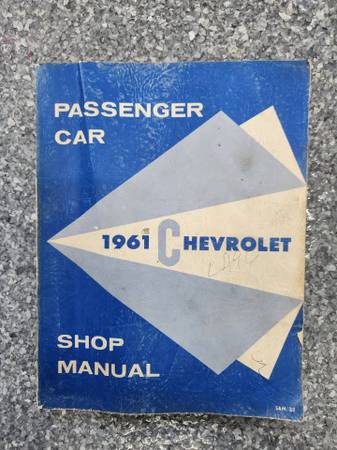 PASSENGER
CAR
1961 CHEVROLET
SHOP
MANUAL